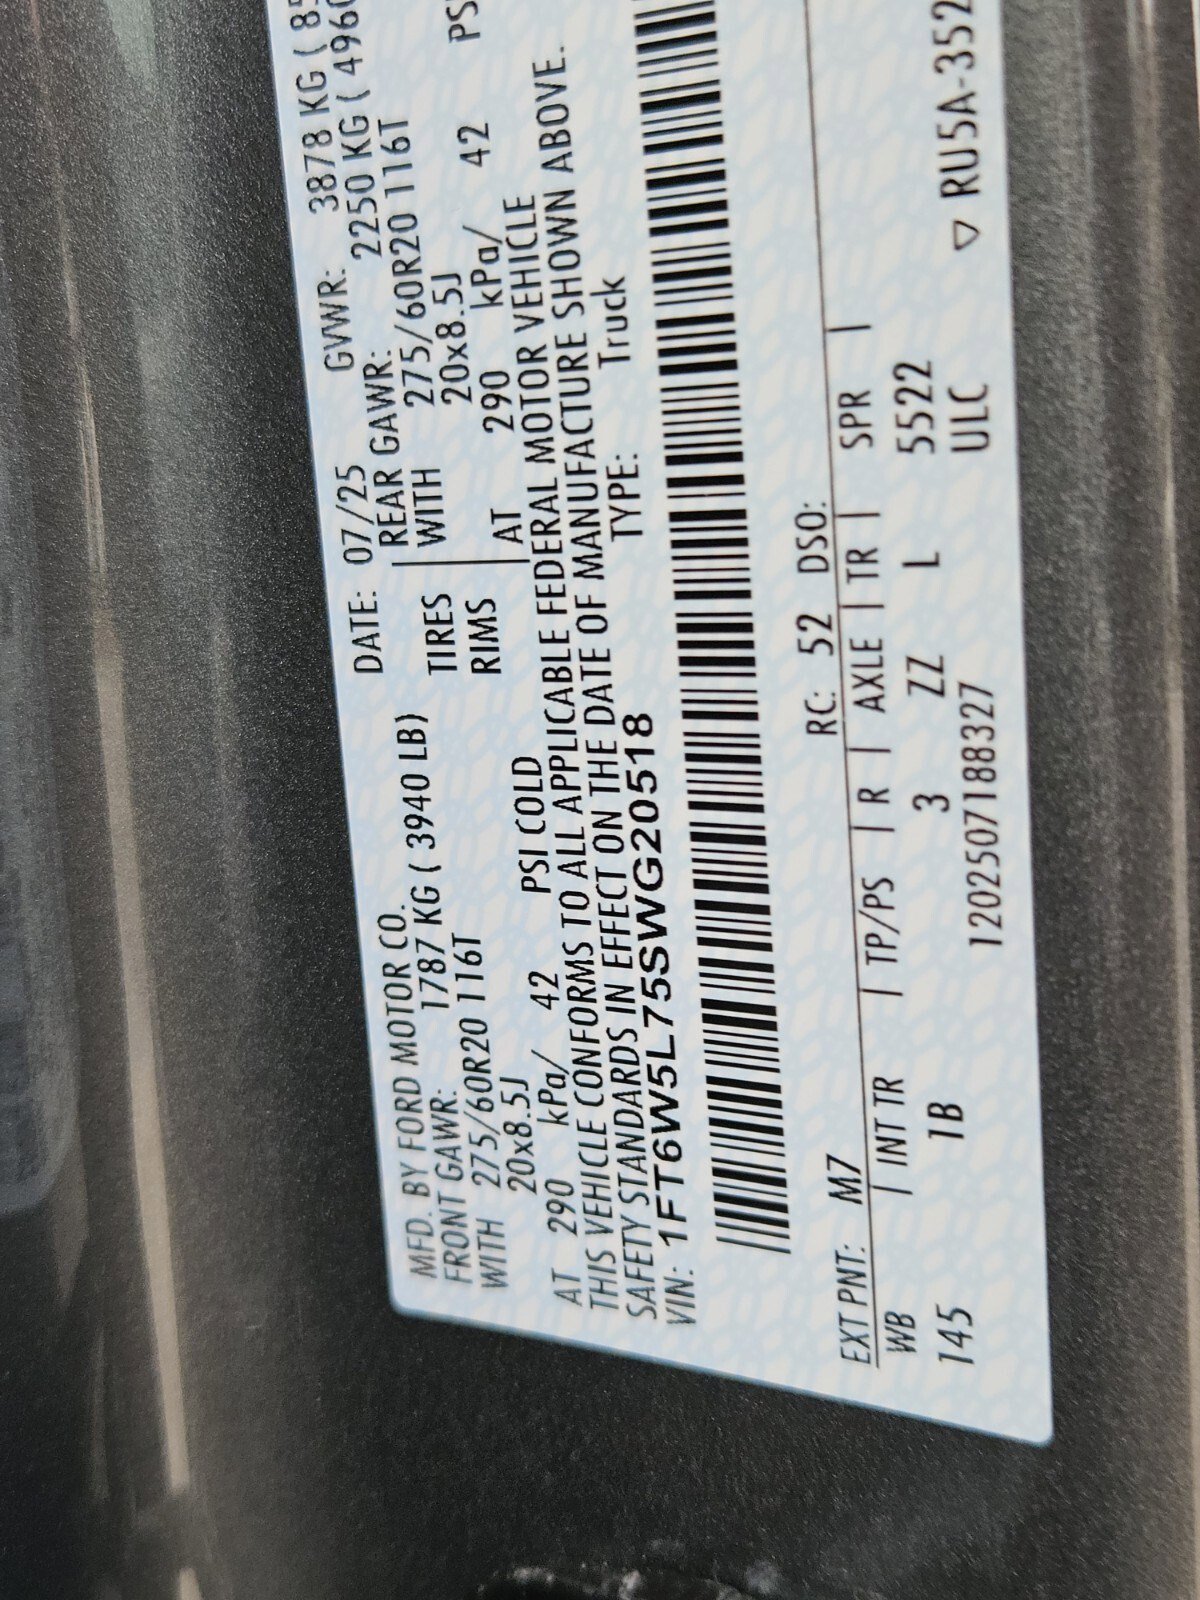 MFD. BY FORD MOTOR CO. DATE: 07/25 GVWR: 3878 KG (
FRONT GAWR: 1787 KG ( 3940 LB) REAR GAWR: 2250 KG ( 496
WITH 275/60R20 116T TIRES WITH 275/60R20 116T
20x8.5J RIMS 20x8.5J
AT 290 kPa/ 42 PSI COLD AT 290 kPa/ 42 PS
THIS VEHICLE CONFORMS TO ALL APPLICABLE FEDERAL MOTOR VEHICLE
SAFETY STANDARDS IN EFFECT ON THE DATE OF MANUFACTURE SHOWN ABOVE.
VIN: 1FT6W5L75SWG20518 TYPE: Truck
EXT PNT: M7 RC: 52 DSO:
WB | INT TR | TP/PS | R | AXLE | TR | SPR |
145 1B 3 ZZ L 5522
1202507188327 ULC ▽ RU5A-352